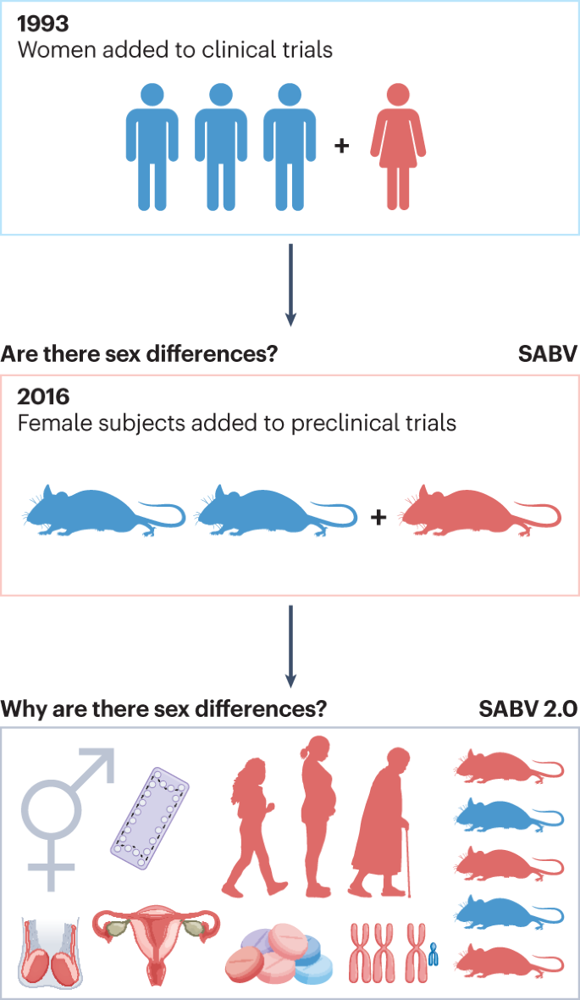 1993
Women added to clinical trials
+
Are there sex differences? SABV
2016
Female subjects added to preclinical trials
+
Why are there sex differences? SABV 2.0